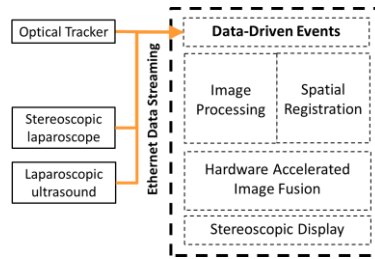 Optical Tracker
Stereoscopic
laparoscope
Laparoscopic
ultrasound
Ethernet Data Streaming
Data-Driven Events
Image
Processing
Spatial
Registration
Hardware Accelerated
Image Fusion
Stereoscopic Display